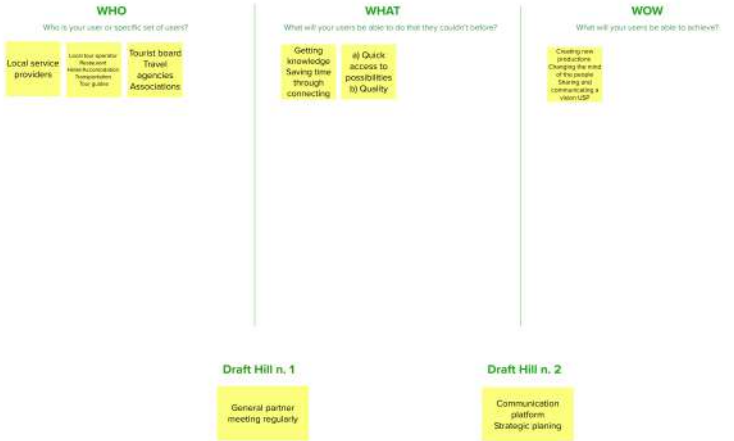 WHO
Who is your user or specific set of users?
Local service
providers
Local tour operator
Restaurant
Hotel/Accomodation
Transportation
Tour guides
Tourist board
Travel
agencies
Associations
WHAT
What will your users be able to do that they couldn't before?
Getting
knowledge
Saving time
through
connecting
a) Quick
access to
possibilities
b) Quality
WOW
What will your users be able to achieve?
Creating new
productions
Changing the mind
of the people
Sharing and
communicating a
vision USP
Draft Hill n. 1
General partner
meeting regularly
Draft Hill n. 2
Communication
platform
Strategic planing